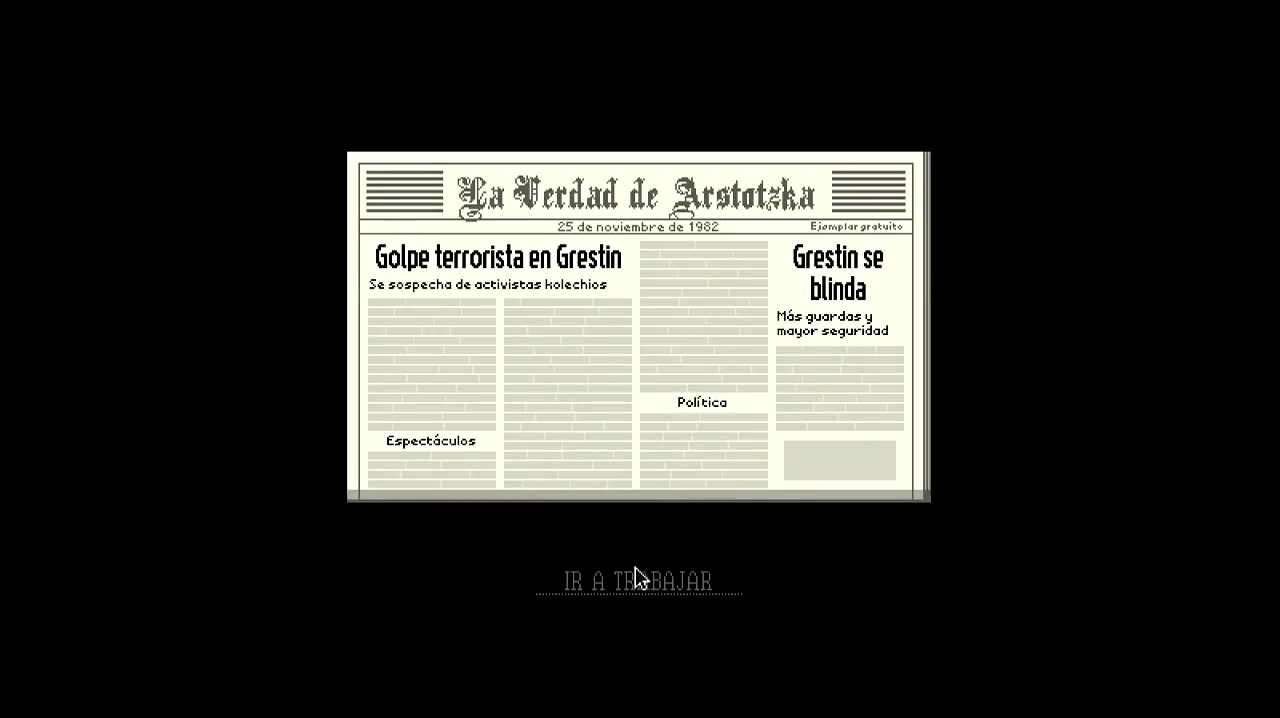 La Verdad de Arstotzka
25 de noviembre de 1982
Ejemplar gratuito
Golpe terrorista en Grestin
Se sospecha de activistas kolechios
Espectáculos
Política
Grestin se
blinda
Más guardas y
mayor seguridad
IR A TRABAJAR